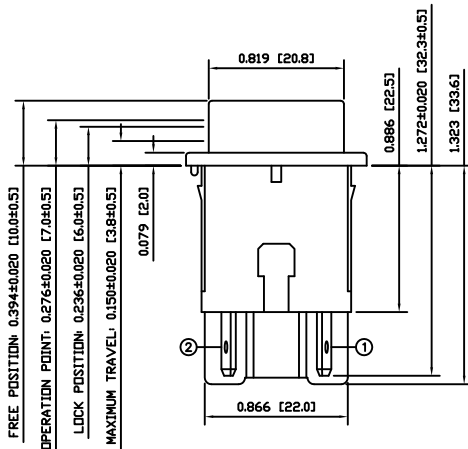 0.819 [20.8]
0.886 [22.5]
1.272±0.020 [32.3±0.5]
1.323 [33.6]
FREE POSITION: 0.394±0.020 [10.0±0.5]
OPERATION POINT: 0.276±0.020 [7.0±0.5]
LOCK POSITION: 0.236±0.020 [6.0±0.5]
MAXIMUM TRAVEL: 0.150±0.020 [3.8±0.5]
0.079 [2.0]
2
1
0.866 [22.0]